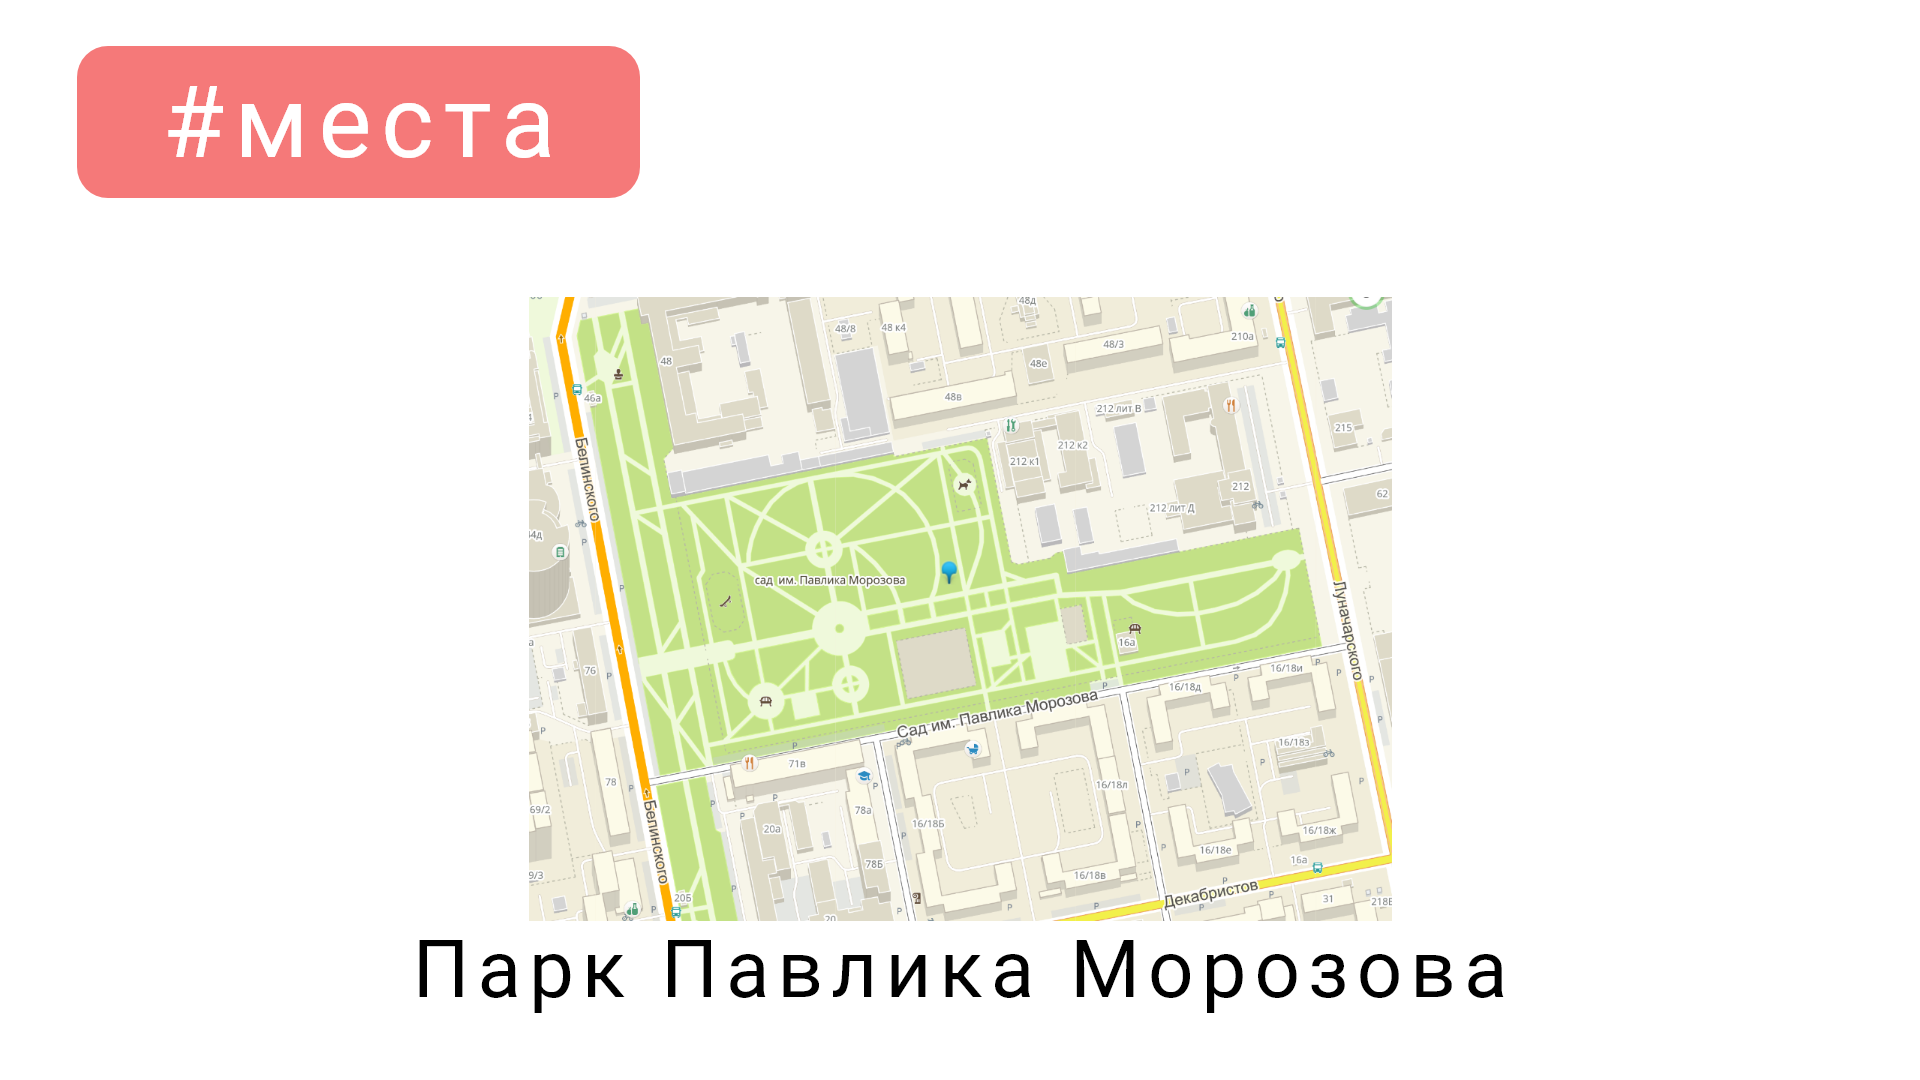 #места
48д
48/8
48 к4
210а
48/3
48
48е
46а
48в
212 лит В
215
Белинского
212 к2
212 к1
212
62
212 лит Д
сад им. Павлика Морозова
Луначарского
16а
76
16/18и
16/18д
Сад им. Павлика Морозова
16/18з
71в
78
16/18л
69/2
78а
16/18Б
20а
16/18ж
Белинского
16/18е
16а
78Б
9/3
16/18в
Декабристов
20Б
31
218Б
20
Парк Павлика Морозова